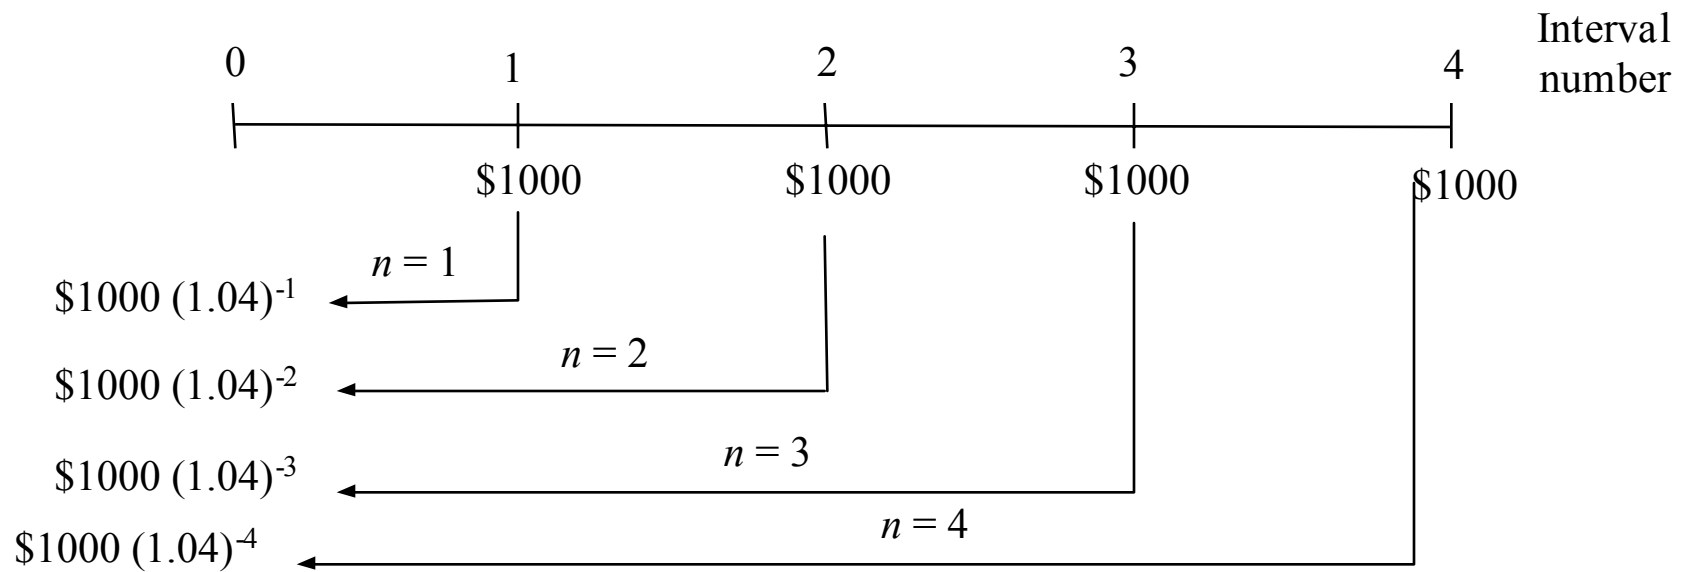 Interval
number
0
1
2
3
4
$1000
$1000
$1000
$1000
n = 1
$1000 (1.04)-1
n = 2
$1000 (1.04)-2
n = 3
$1000 (1.04)-3
n = 4
$1000 (1.04)-4